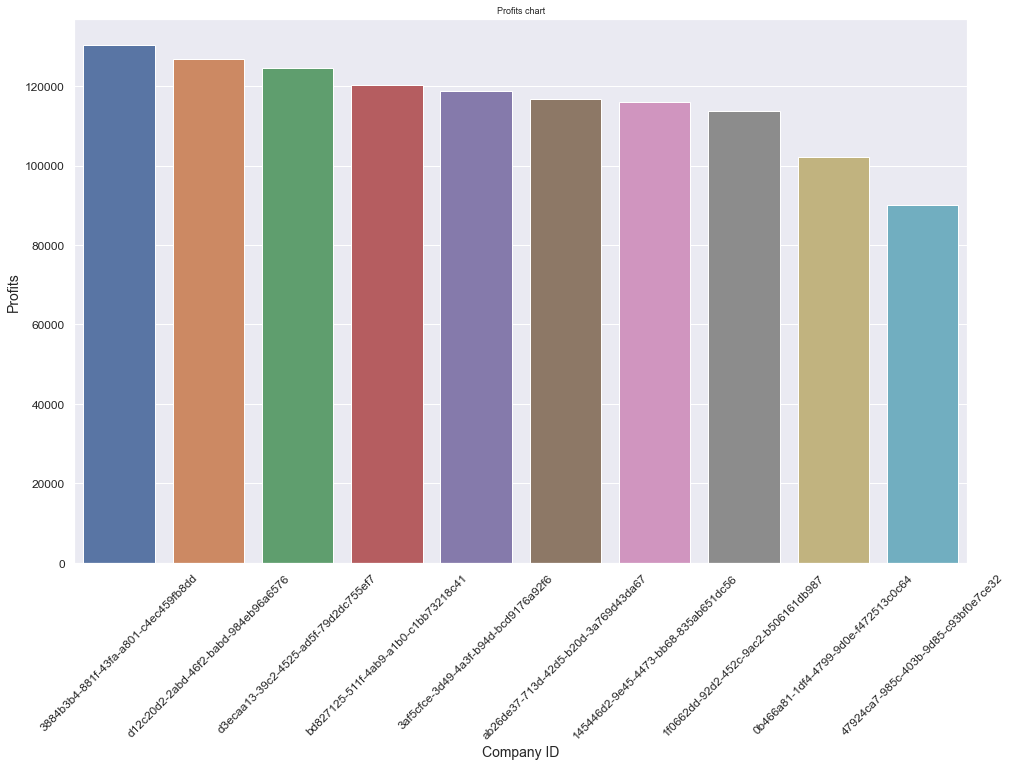 Profits chart
Profits
120000
100000
80000
60000
40000
20000
0
3884b3b4-881f-43fa-a801-c4ec459fb8dd
d12c20d2-2abd-46f2-babd-984eb96a6576
d3ecaa13-39c2-4525-ad5f-79d2dc755ef7
bd827125-511f-4ab9-a1b0-c1bb73218c41
3af5cfce-3d49-4a3f-b94d-bcd9176a92f6
ab26de37-713d-42d5-b20d-3a769d43da67
145446d2-9e45-4473-bb68-835ab651dc56
1f0662dd-92d2-452c-9ac2-b506161db987
0b466a81-1df4-4799-9d0e-f472513c0c64
47924ca7-985c-403b-9d85-c93bf0e7ce32
Company ID